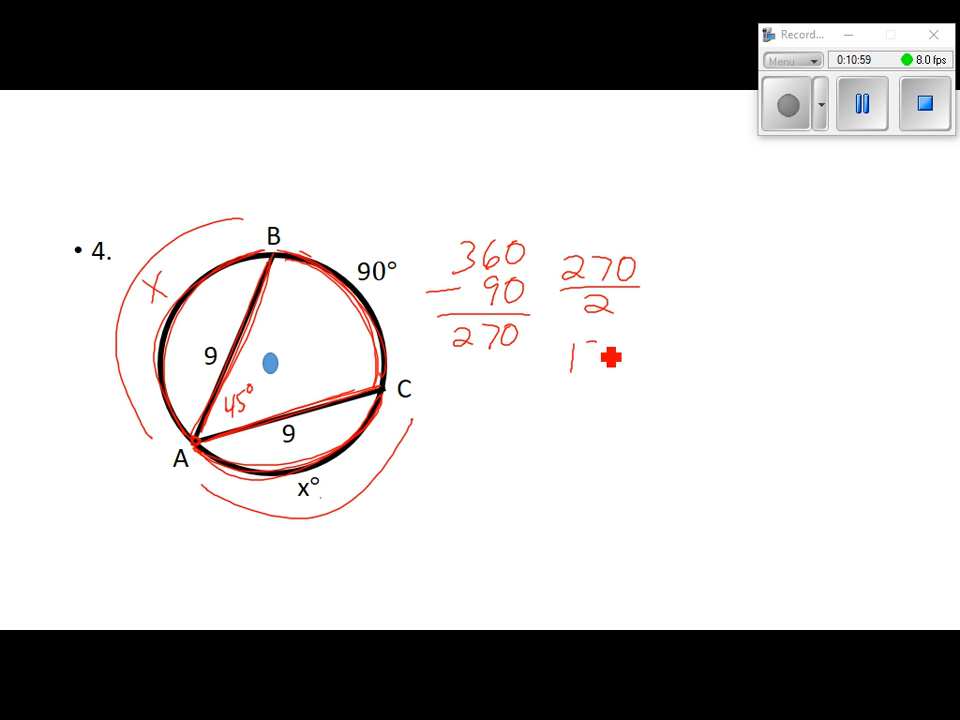 Record...
Menu
0:10:59
8.0 fps
• 4.
B
90°
X
9
45°
C
9
A
x°
360
- 90
270
270
2
1